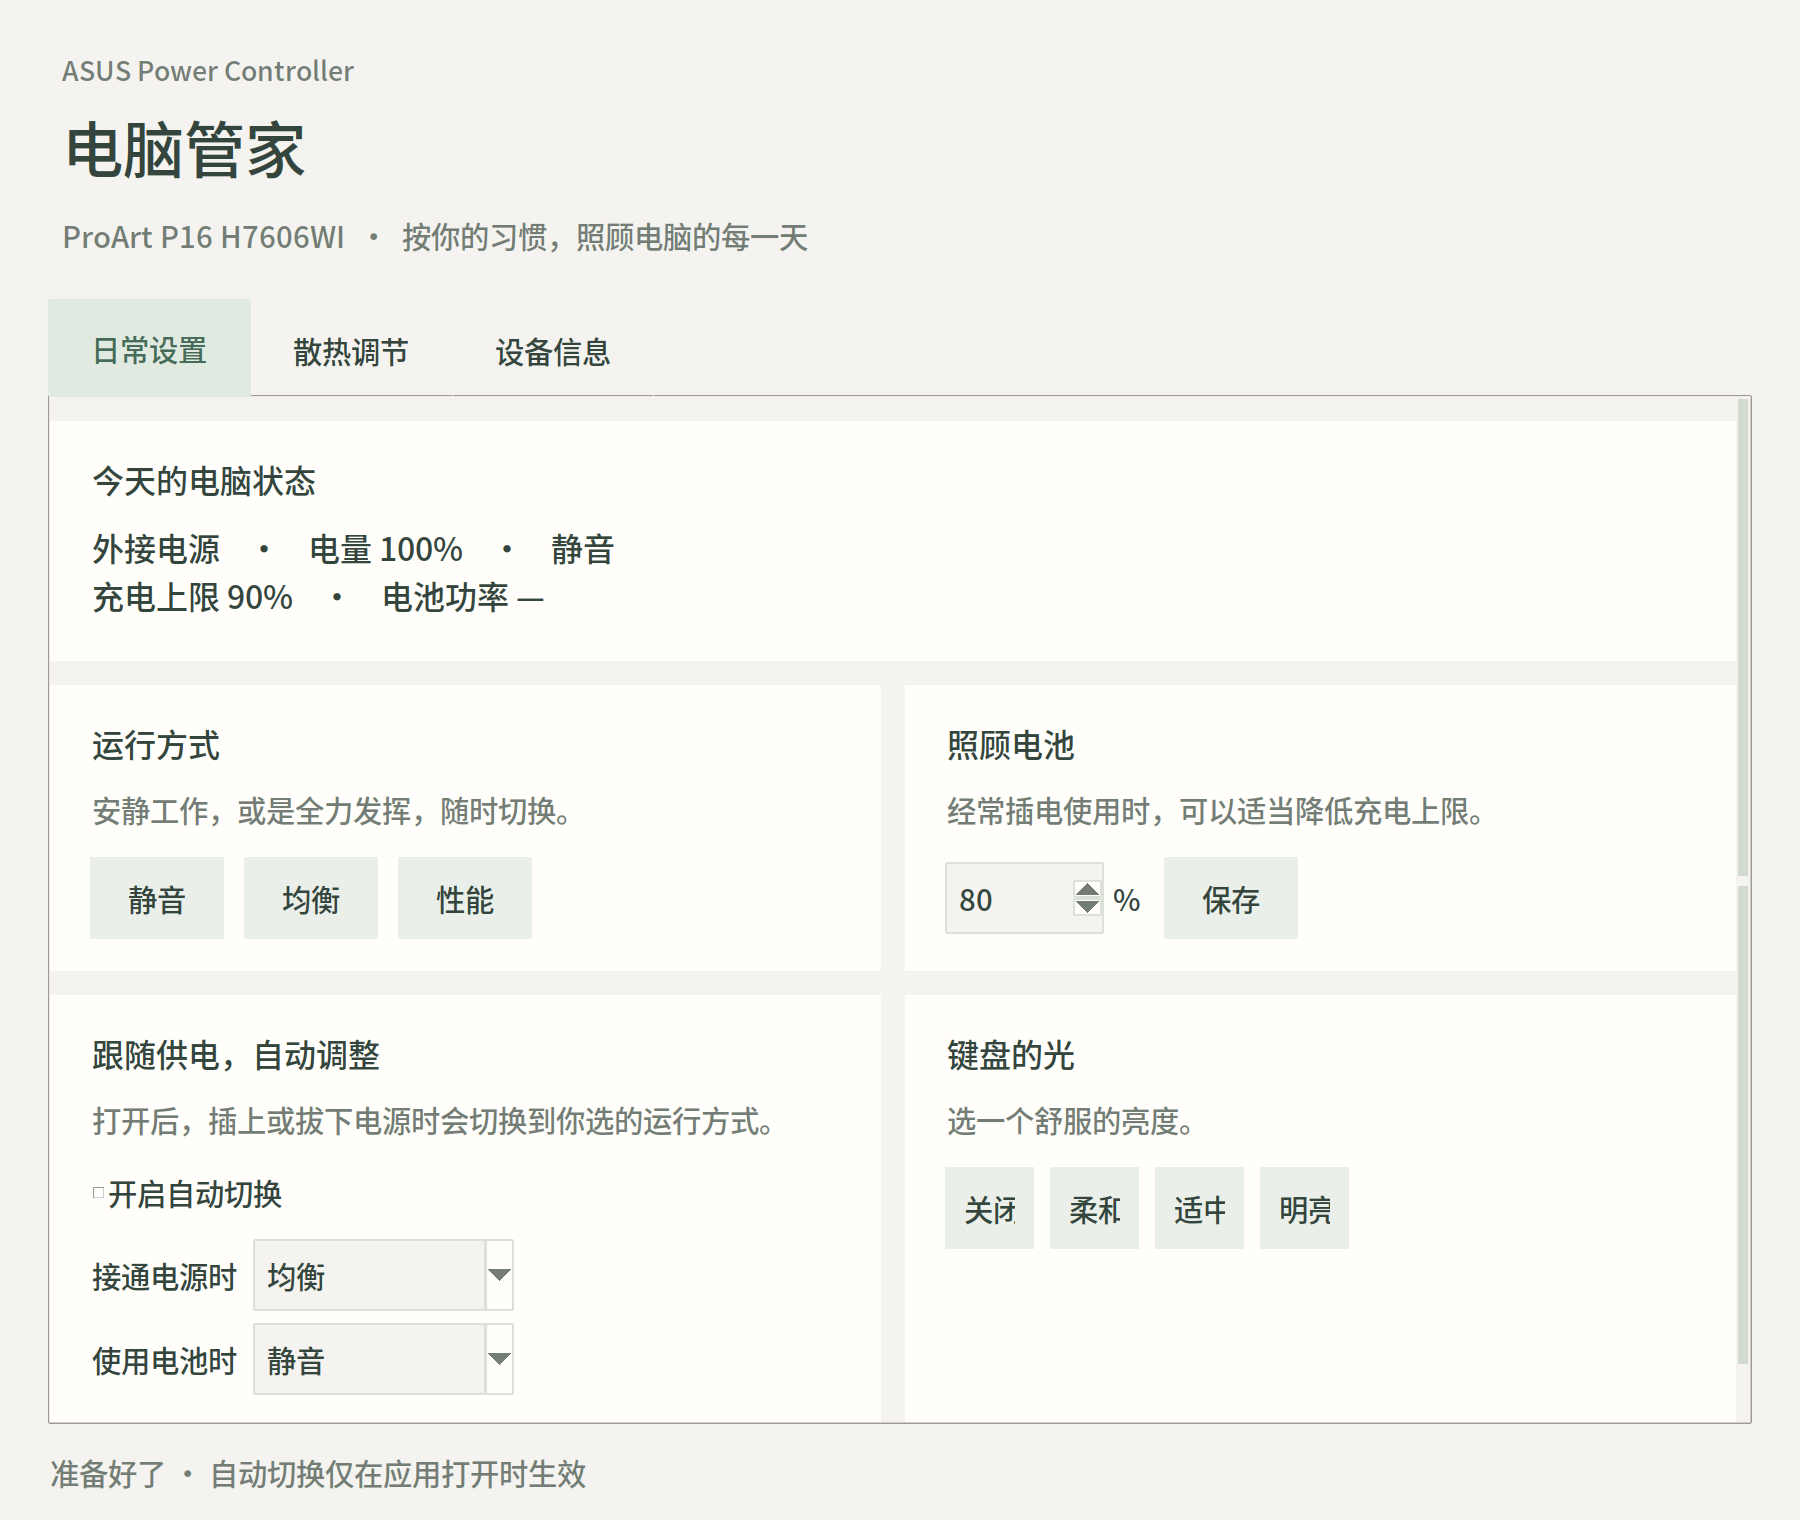 ASUS Power Controller
电脑管家
ProArt P16 H7606WI · 按你的习惯，照顾电脑的每一天
日常设置 散热调节 设备信息
今天的电脑状态
外接电源 · 电量 100% · 静音
充电上限 90% · 电池功率 —
运行方式
安静工作，或是全力发挥，随时切换。
静音 均衡 性能
照顾电池
经常插电使用时，可以适当降低充电上限。
80 % 保存
跟随供电，自动调整
打开后，插上或拔下电源时会切换到你选的运行方式。
开启自动切换
接通电源时 均衡
使用电池时 静音
键盘的光
选一个舒服的亮度。
关闭 柔和 适中 明亮
准备好了 · 自动切换仅在应用打开时生效